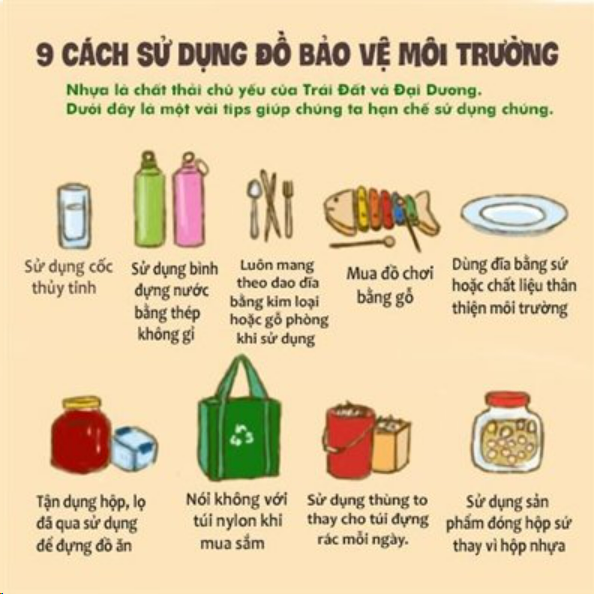 9 CÁCH SỬ DỤNG ĐỒ BẢO VỆ MÔI TRƯỜNG
Nhựa là chất thải chủ yếu của Trái Đất và Đại Dương.
Dưới đây là một vài tips giúp chúng ta hạn chế sử dụng chúng.
Sử dụng cốc
thủy tinh
Sử dụng bình
đựng nước
bằng thép
không gỉ
Luôn mang
theo dao dĩa
bằng kim loại
hoặc gỗ phòng
khi sử dụng
Mua đồ chơi
bằng gỗ
Dùng đĩa bằng sứ
hoặc chất liệu thân
thiện môi trường
Tận dụng hộp, lọ
đã qua sử dụng
để đựng đồ ăn
Nói không với
túi nylon khi
mua sắm
Sử dụng thùng to
thay cho túi đựng
rác mỗi ngày.
Sử dụng sản
phẩm đóng hộp sứ
thay vì hộp nhựa